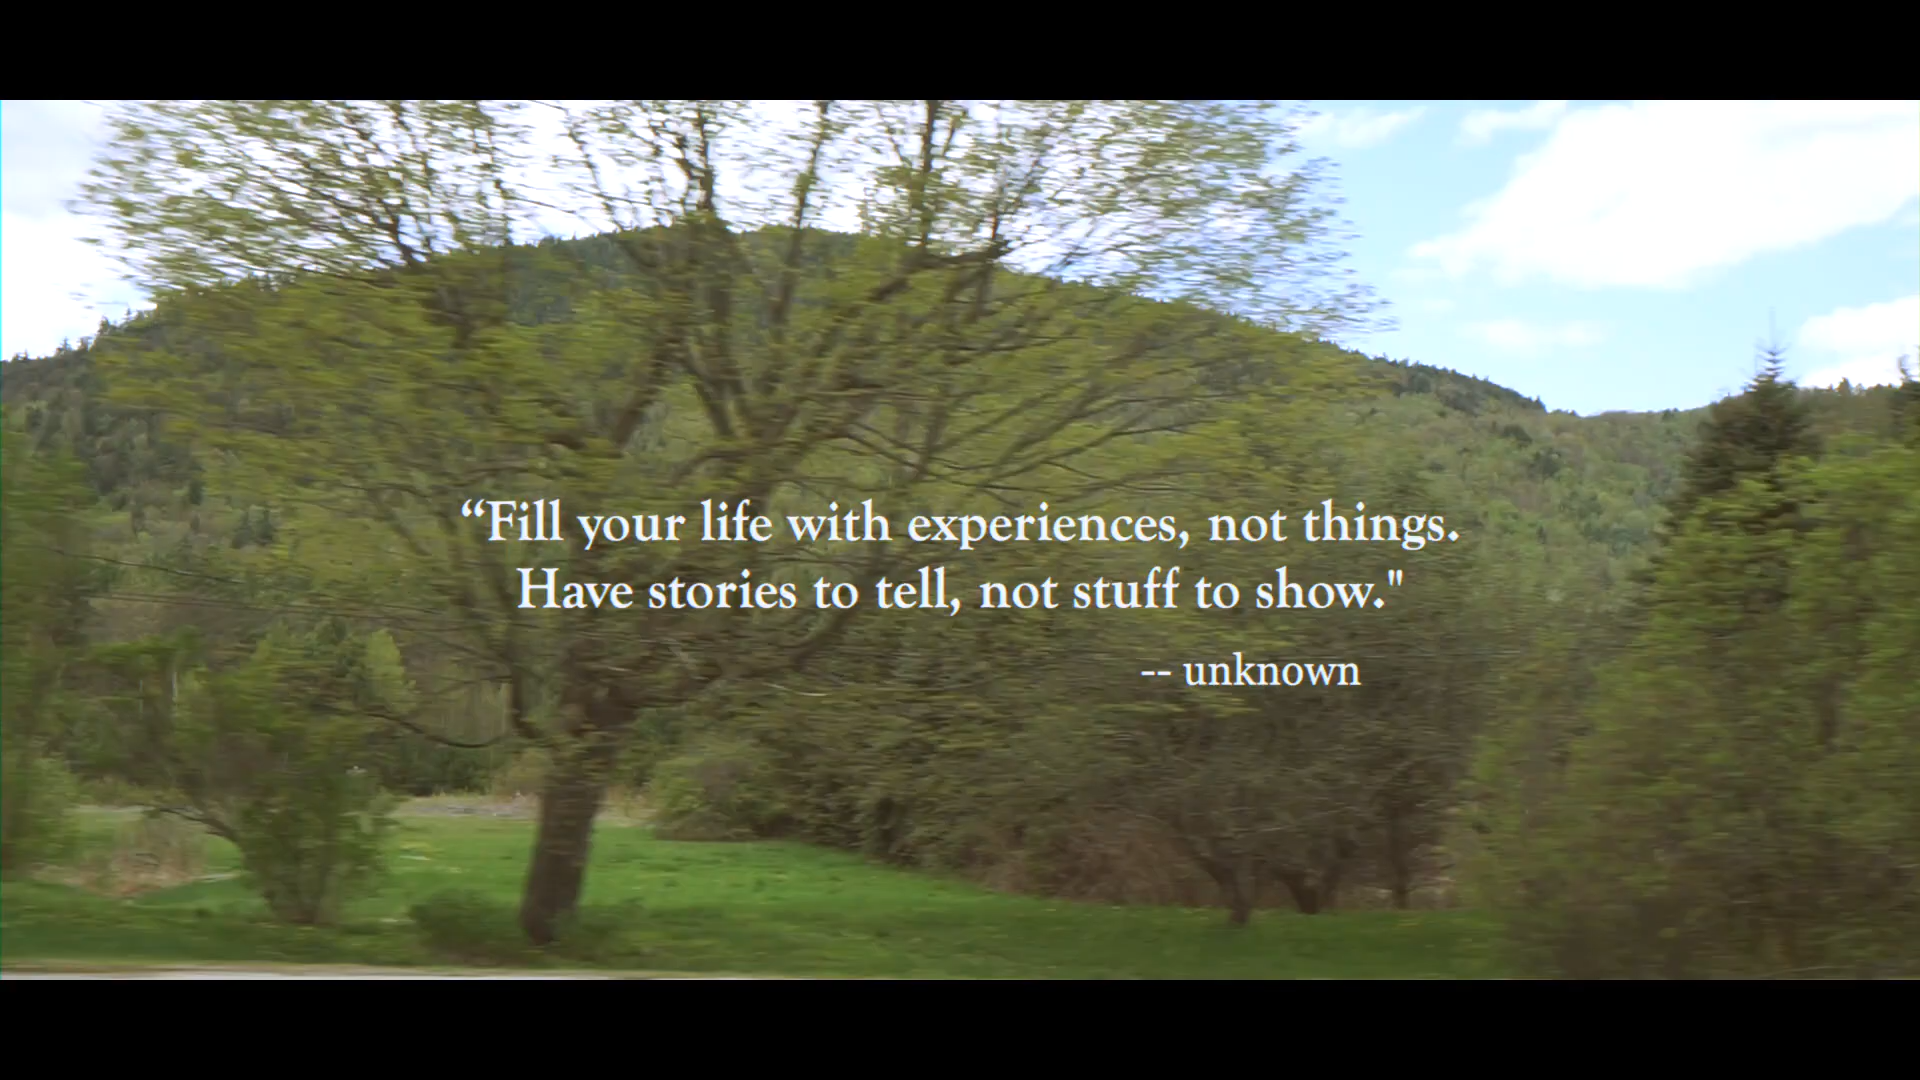 “Fill your life with experiences, not things.
Have stories to tell, not stuff to show."
-- unknown